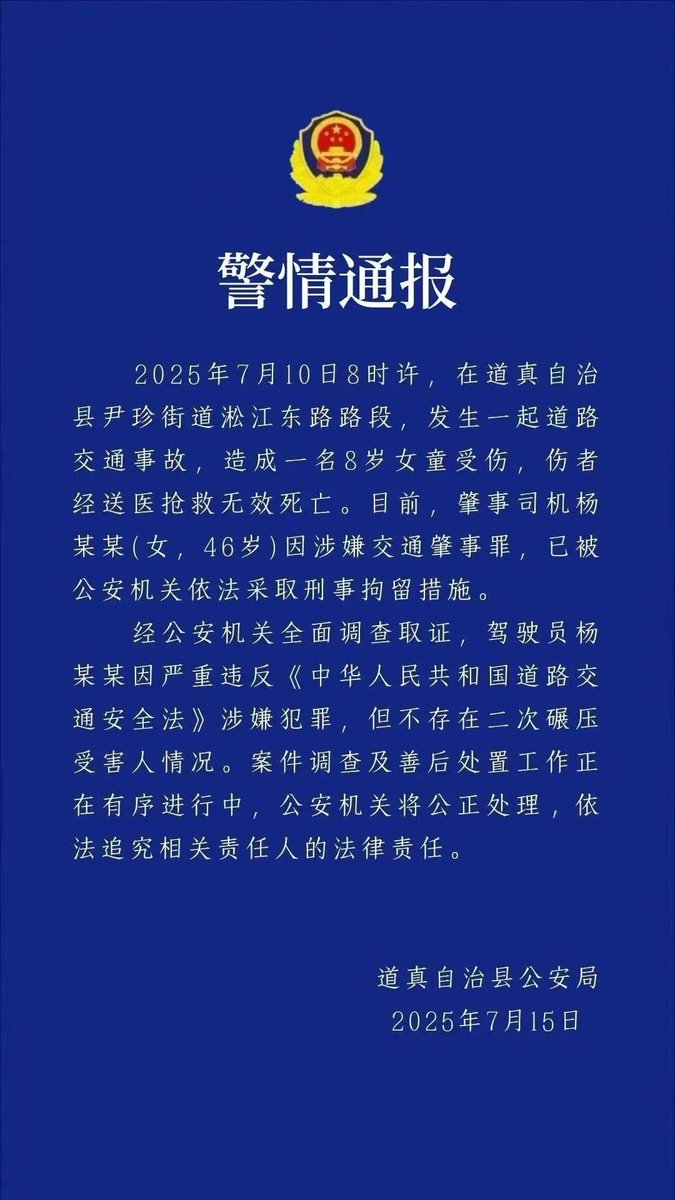 警情通报
2025年7月10日8时许，在道真自治
县尹珍街道淞江东路路段，发生一起道路
交通事故，造成一名8岁女童受伤，伤者
经送医抢救无效死亡。目前，肇事司机杨
某某(女，46岁)因涉嫌交通肇事罪，已被
公安机关依法采取刑事拘留措施。
经公安机关全面调查取证，驾驶员杨
某某因严重违反《中华人民共和国道路交
通安全法》涉嫌犯罪，但不存在二次碾压
受害人情况。案件调查及善后处置工作正
在有序进行中，公安机关将公正处理，依
法追究相关责任人的法律责任。
道真自治县公安局
2025年7月15日